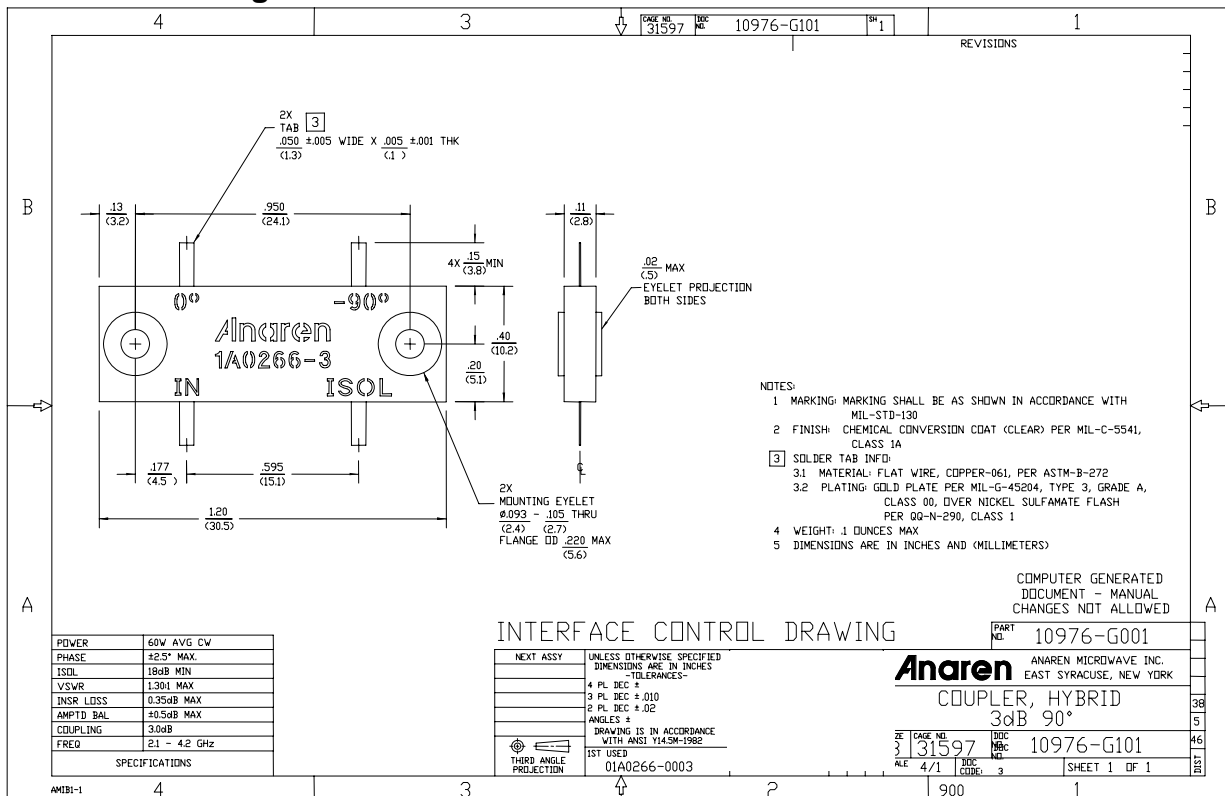 4
3
CAGE NO.
31597
DOC NO.
10976-G101
SH
1
1
REVISIONS
B
B
A
A
2X
TAB 3
.050 ±.005 WIDE X .005 ±.001 THK
(1.3) (.1 )
.13
(3.2)
.950
(24.1)
.11
(2.8)
4X .15 MIN
(3.8)
.02 MAX
(.5)
EYELET PROJECTION
BOTH SIDES
0°
-90°
Anaren
1A0266-3
IN
ISOL
.40
(10.2)
.20
(5.1)
.177
(4.5 )
.595
(15.1)
1.20
(30.5)
2X
MOUNTING EYELET
Ø.093 - .105 THRU
(2.4) (2.7)
FLANGE OD .220 MAX
(5.6)
NOTES:
1 MARKING: MARKING SHALL BE AS SHOWN IN ACCORDANCE WITH
MIL-STD-130
2 FINISH: CHEMICAL CONVERSION COAT (CLEAR) PER MIL-C-5541,
CLASS 1A
3 SOLDER TAB INFO:
3.1 MATERIAL: FLAT WIRE, COPPER-061, PER ASTM-B-272
3.2 PLATING: GOLD PLATE PER MIL-G-45204, TYPE 3, GRADE A,
CLASS 00, OVER NICKEL SULFAMATE FLASH
PER QQ-N-290, CLASS 1
4 WEIGHT: .1 OUNCES MAX
5 DIMENSIONS ARE IN INCHES AND (MILLIMETERS)
COMPUTER GENERATED
DOCUMENT - MANUAL
CHANGES NOT ALLOWED
INTERFACE CONTROL DRAWING
POWER 60W AVG CW
PHASE ±2.5° MAX.
ISOL 18dB MIN
VSWR 1.30:1 MAX
INSR LOSS 0.35dB MAX
AMPTD BAL ±0.5dB MAX
COUPLING 3.0dB
FREQ 2.1 - 4.2 GHz
SPECIFICATIONS
NEXT ASSY
UNLESS OTHERWISE SPECIFIED
DIMENSIONS ARE IN INCHES
-TOLERANCES-
4 PL DEC ±
3 PL DEC ±.010
2 PL DEC ±.02
ANGLES ±
DRAWING IS IN ACCORDANCE
WITH ANSI Y14.5M-1982
THIRD ANGLE
PROJECTION
1ST USED
01A0266-0003
PART NO. 10976-G001
Anaren
ANAREN MICROWAVE INC.
EAST SYRACUSE, NEW YORK
COUPLER, HYBRID
3dB 90°
CAGE NO.
31597
DOC NO.
10976-G101
4/1
DOC CODE: 3
SHEET 1 OF 1
38
5
46
DIST
AMIB1-1
4
3
2
900
1